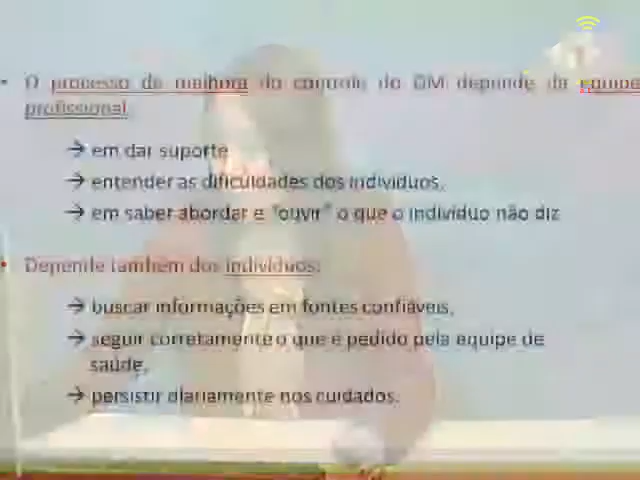 • O processo de melhora do controle do DM depende da equipe
profissional.
→ em dar suporte
→ entender as dificuldades dos indivíduos,
→ em saber abordar e "ouvir" o que o indivíduo não diz
• Depende também dos indivíduos:
→ buscar informações em fontes confiáveis,
→ seguir corretamente o que é pedido pela equipe de
saúde,
→ persistir diariamente nos cuidados.